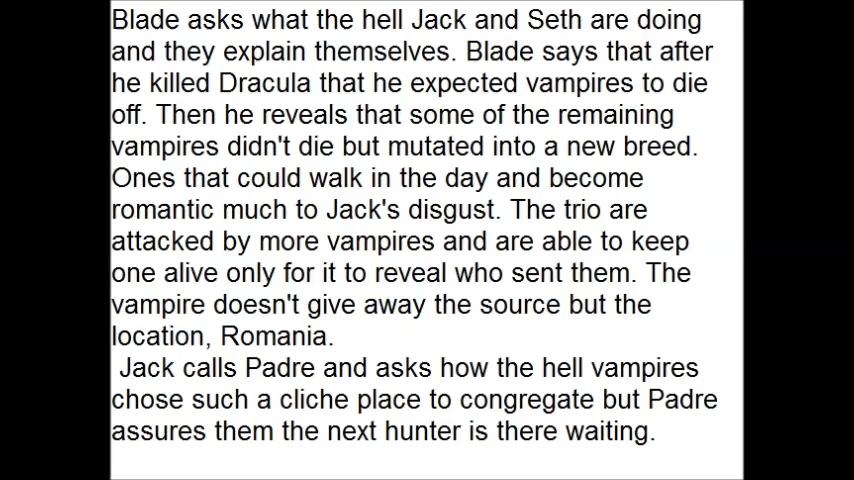 Blade asks what the hell Jack and Seth are doing
and they explain themselves. Blade says that after
he killed Dracula that he expected vampires to die
off. Then he reveals that some of the remaining
vampires didn't die but mutated into a new breed.
Ones that could walk in the day and become
romantic much to Jack's disgust. The trio are
attacked by more vampires and are able to keep
one alive only for it to reveal who sent them. The
vampire doesn't give away the source but the
location, Romania.
Jack calls Padre and asks how the hell vampires
chose such a cliche place to congregate but Padre
assures them the next hunter is there waiting.